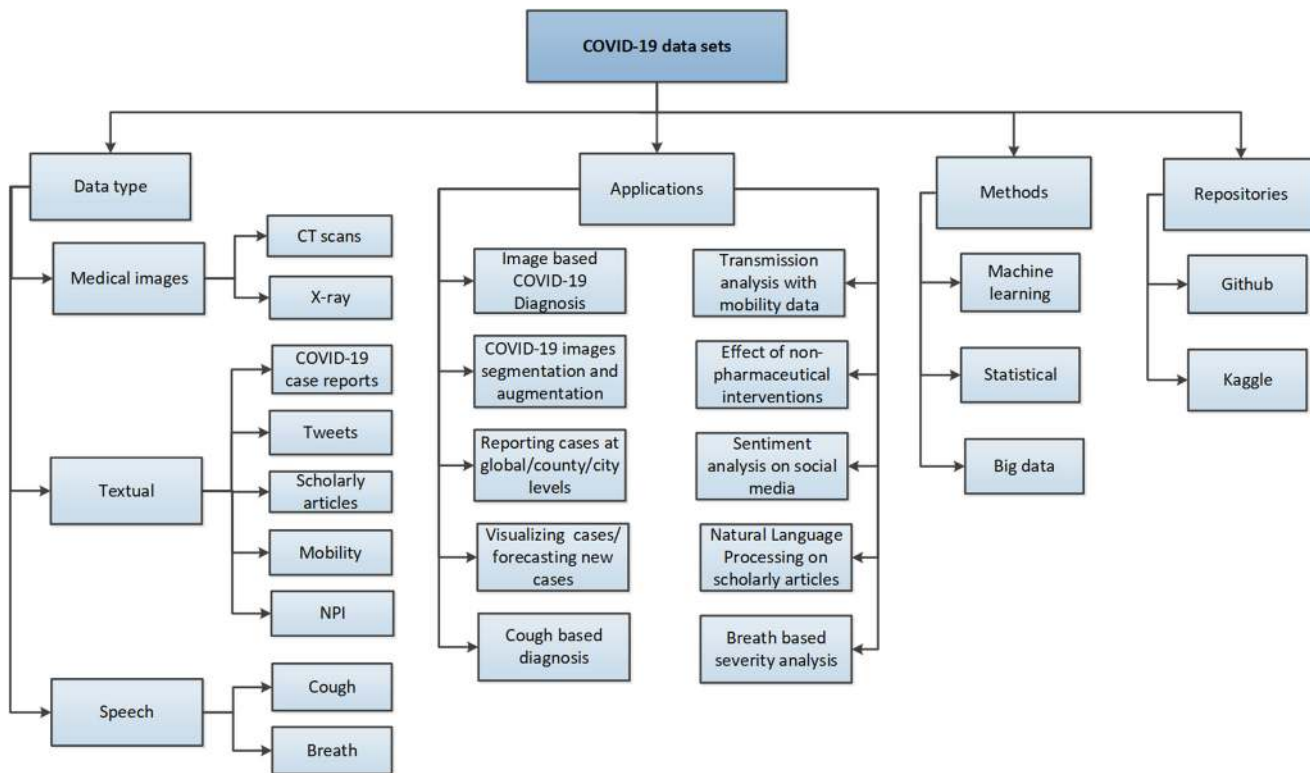 COVID-19 data sets
Data type
Applications
Methods
Repositories
Medical images
CT scans
X-ray
Textual
COVID-19
case reports
Tweets
Scholarly
articles
Mobility
NPI
Speech
Cough
Breath
Image based
COVID-19
Diagnosis
COVID-19 images
segmentation and
augmentation
Reporting cases at
global/county/city
levels
Visualizing cases/
forecasting new
cases
Cough based
diagnosis
Transmission
analysis with
mobility data
Effect of non-
pharmaceutical
interventions
Sentiment
analysis on social
media
Natural Language
Processing on
scholarly articles
Breath based
severity analysis
Machine
learning
Statistical
Big data
Github
Kaggle